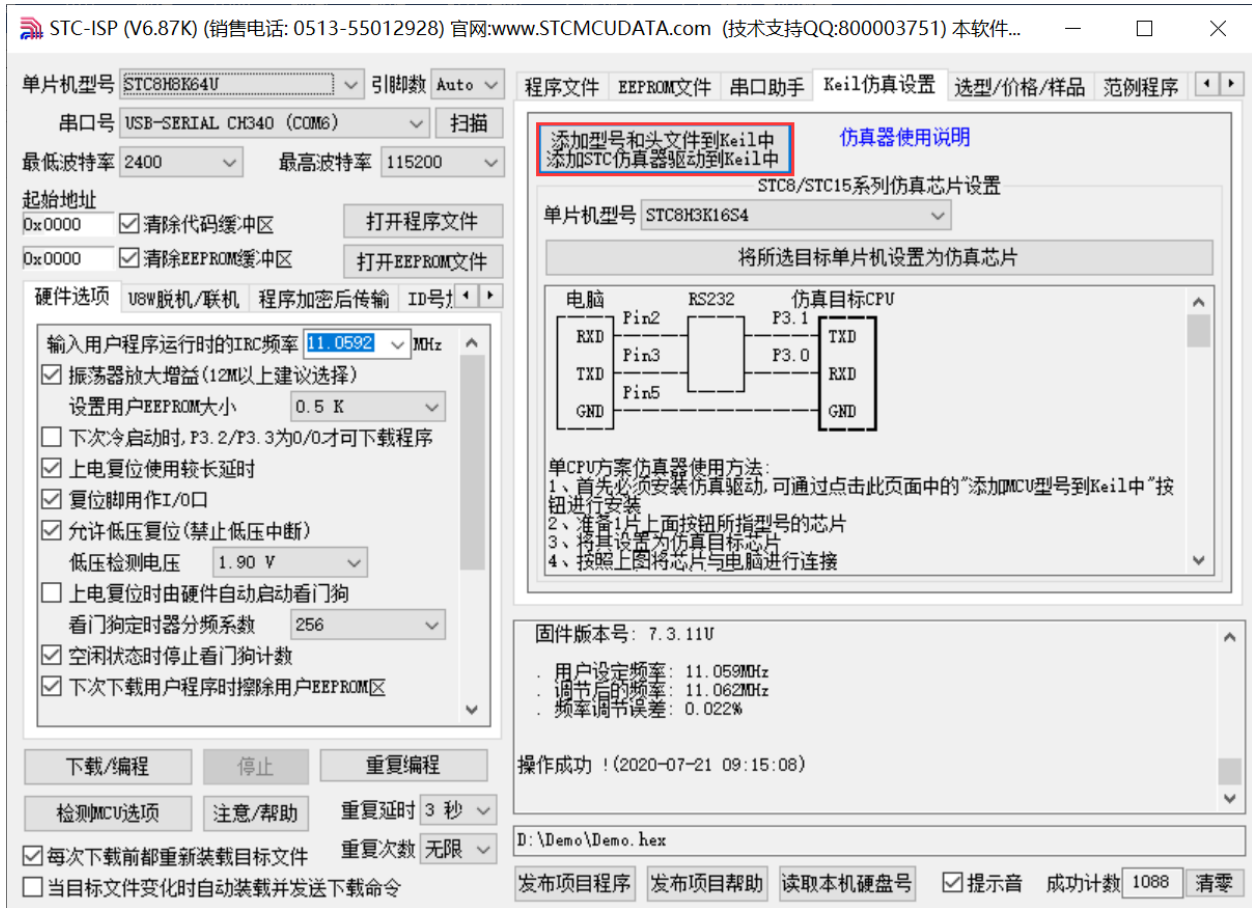 STC-ISP (V6.87K) (销售电话: 0513-55012928) 官网:www.STCMCUDATA.com (技术支持QQ:800003751) 本软件...
单片机型号 STC8H8K64U 引脚数 Auto
串口号 USB-SERIAL CH340 (COM6) 扫描
最低波特率 2400 最高波特率 115200
起始地址
0x0000 清除代码缓冲区 打开程序文件
0x0000 清除EEPROM缓冲区 打开EEPROM文件
硬件选项 U8W脱机/联机 程序加密后传输
输入用户程序运行时的IRC频率 11.0592 MHz
振荡器放大增益(12M以上建议选择)
设置用户EEPROM大小 0.5 K
下次冷启动时,P3.2/P3.3为0/0才可下载程序
上电复位使用较长延时
复位脚用作I/O口
允许低压复位(禁止低压中断)
低压检测电压 1.90 V
上电复位时由硬件自动启动看门狗
看门狗定时器分频系数 256
空闲状态时停止看门狗计数
下次下载用户程序时擦除用户EEPROM区
下载/编程 停止 重复编程
检测MCU选项 注意/帮助 重复延时 3 秒
重复次数 无限
每次下载前都重新装载目标文件
当目标文件变化时自动装载并发送下载命令
程序文件 EEPROM文件 串口助手 Keil仿真设置 选型/价格/样品 范例程序
添加型号和头文件到Keil中
添加STC仿真器驱动到Keil中
仿真器使用说明
STC8/STC15系列仿真芯片设置
单片机型号 STC8H3K16S4
将所选目标单片机设置为仿真芯片
电脑 RS232 仿真目标CPU
Pin2 P3.1
RXD TXD
Pin3 P3.0
TXD RXD
Pin5
GND GND
单CPU方案仿真器使用方法:
1、首先必须安装仿真驱动,可通过点击此页面中的"添加MCU型号到Keil中"按
钮进行安装
2、准备1片上面按钮所指型号的芯片
3、将其设置为仿真目标芯片
4、按照上图将芯片与电脑进行连接
固件版本号: 7.3.11U
. 用户设定频率: 11.059MHz
. 调节后的频率: 11.062MHz
. 频率调节误差: 0.022%
操作成功 !(2020-07-21 09:15:08)
D:\Demo\Demo.hex
发布项目程序 发布项目帮助 读取本机硬盘号 提示音 成功计数 1088 清零